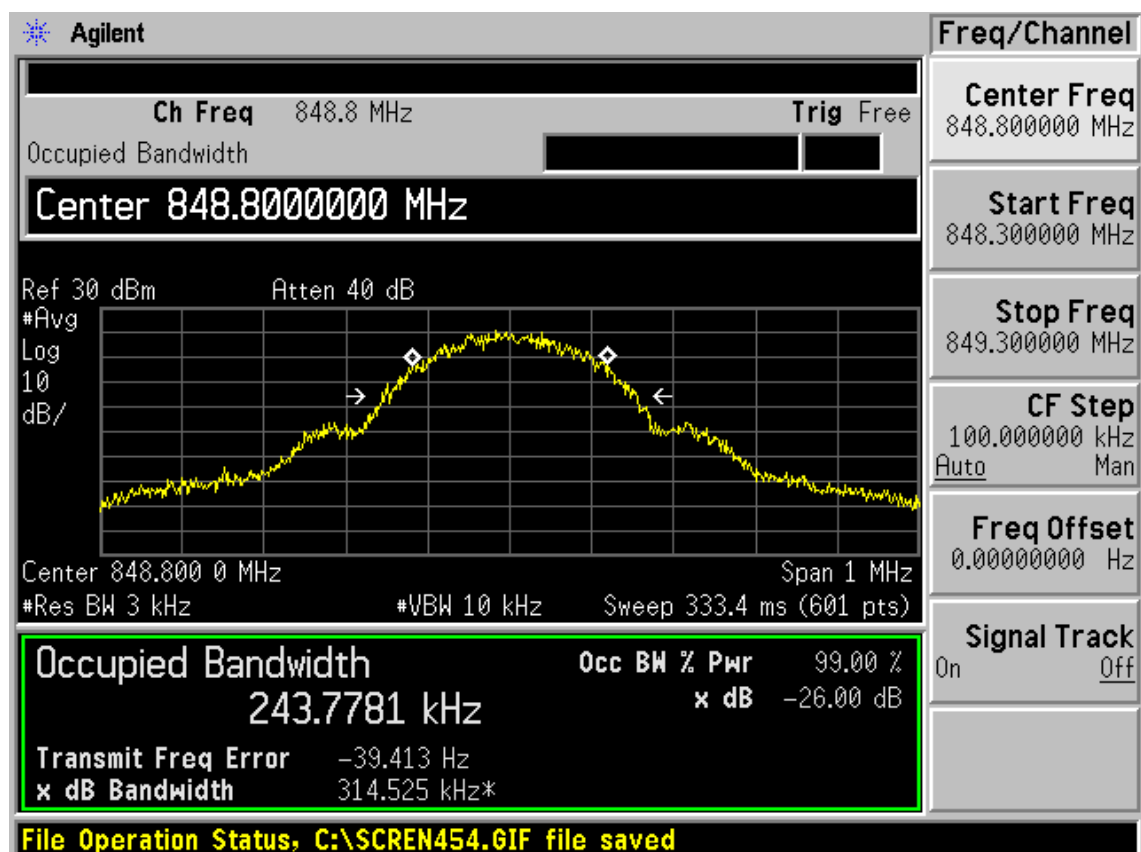 Agilent
Freq/Channel
Ch Freq 848.8 MHz Trig Free
Occupied Bandwidth
Center 848.8000000 MHz
Ref 30 dBm Atten 40 dB
#Avg
Log
10
dB/
Center 848.800 0 MHz Span 1 MHz
#Res BW 3 kHz #VBW 10 kHz Sweep 333.4 ms (601 pts)
Occupied Bandwidth
243.7781 kHz
Occ BW % Pwr 99.00 %
x dB -26.00 dB
Transmit Freq Error -39.413 Hz
x dB Bandwidth 314.525 kHz*
File Operation Status, C:\SCREN454.GIF file saved
Center Freq
848.800000 MHz
Start Freq
848.300000 MHz
Stop Freq
849.300000 MHz
CF Step
100.000000 kHz
Auto Man
Freq Offset
0.00000000 Hz
Signal Track
On Off